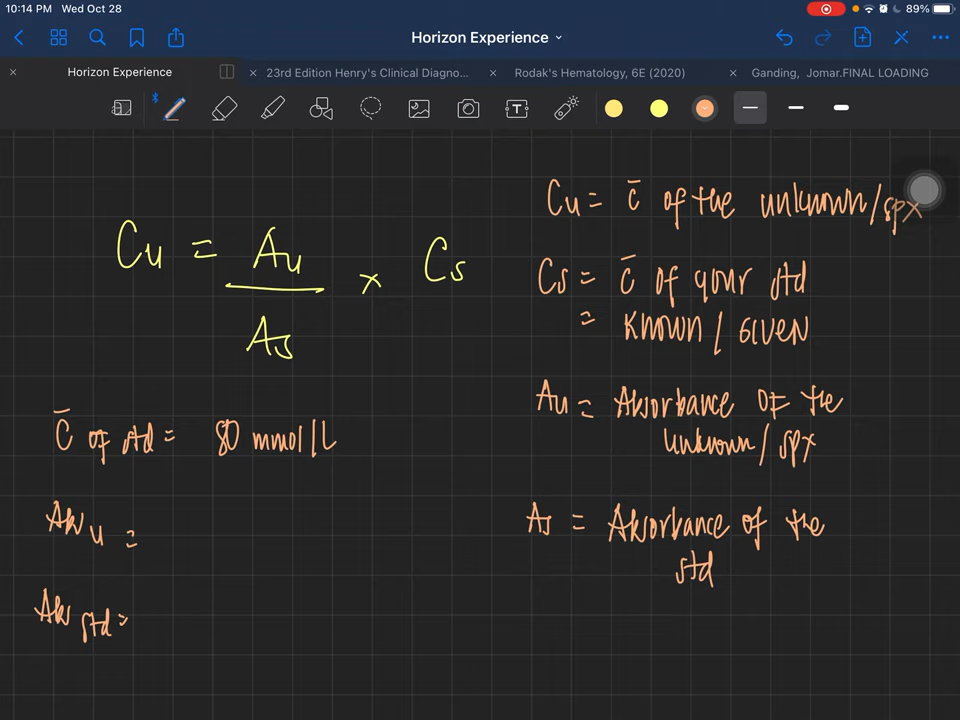 10:14 PM Wed Oct 28
89%
Horizon Experience
Horizon Experience
23rd Edition Henry's Clinical Diagno...
Rodak's Hematology, 6E (2020)
Ganding, Jomar.FINAL LOADING
Cu = Au / As × Cs
C̄ of std = 80 mmol/L
Abs u =
Abs std =
Cu = c̄ of the unknown/spx
Cs = c̄ of your std
= Known / GIVEN
Au = Absorbance of the
unknown/ spx
As = Absorbance of the
std